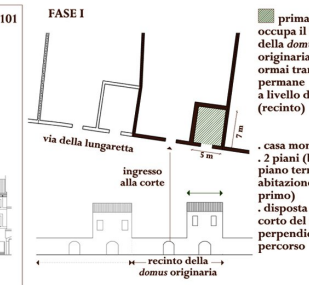 101
FASE I
prima
occupa il
della domus
originaria
ormai tran
permane
a livello d
(recinto)
7 m
5 m
via della lungaretta
ingresso
alla corte
. casa mon
. 2 piani (
piano terr
abitazione
primo)
. disposta
corto del
perpendic
percorso
recinto della
domus originaria